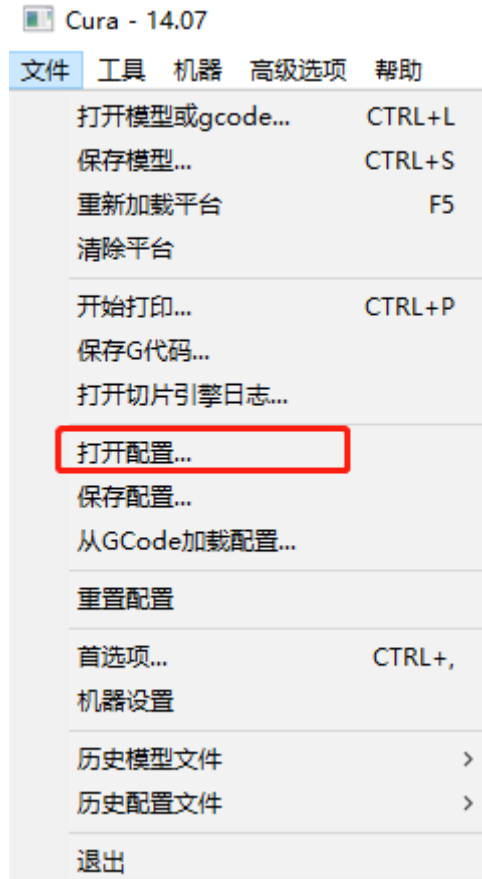 Cura - 14.07
文件 工具 机器 高级选项 帮助
打开模型或gcode... CTRL+L
保存模型... CTRL+S
重新加载平台 F5
清除平台
开始打印... CTRL+P
保存G代码...
打开切片引擎日志...
打开配置...
保存配置...
从GCode加载配置...
重置配置
首选项... CTRL+,
机器设置
历史模型文件
历史配置文件
退出